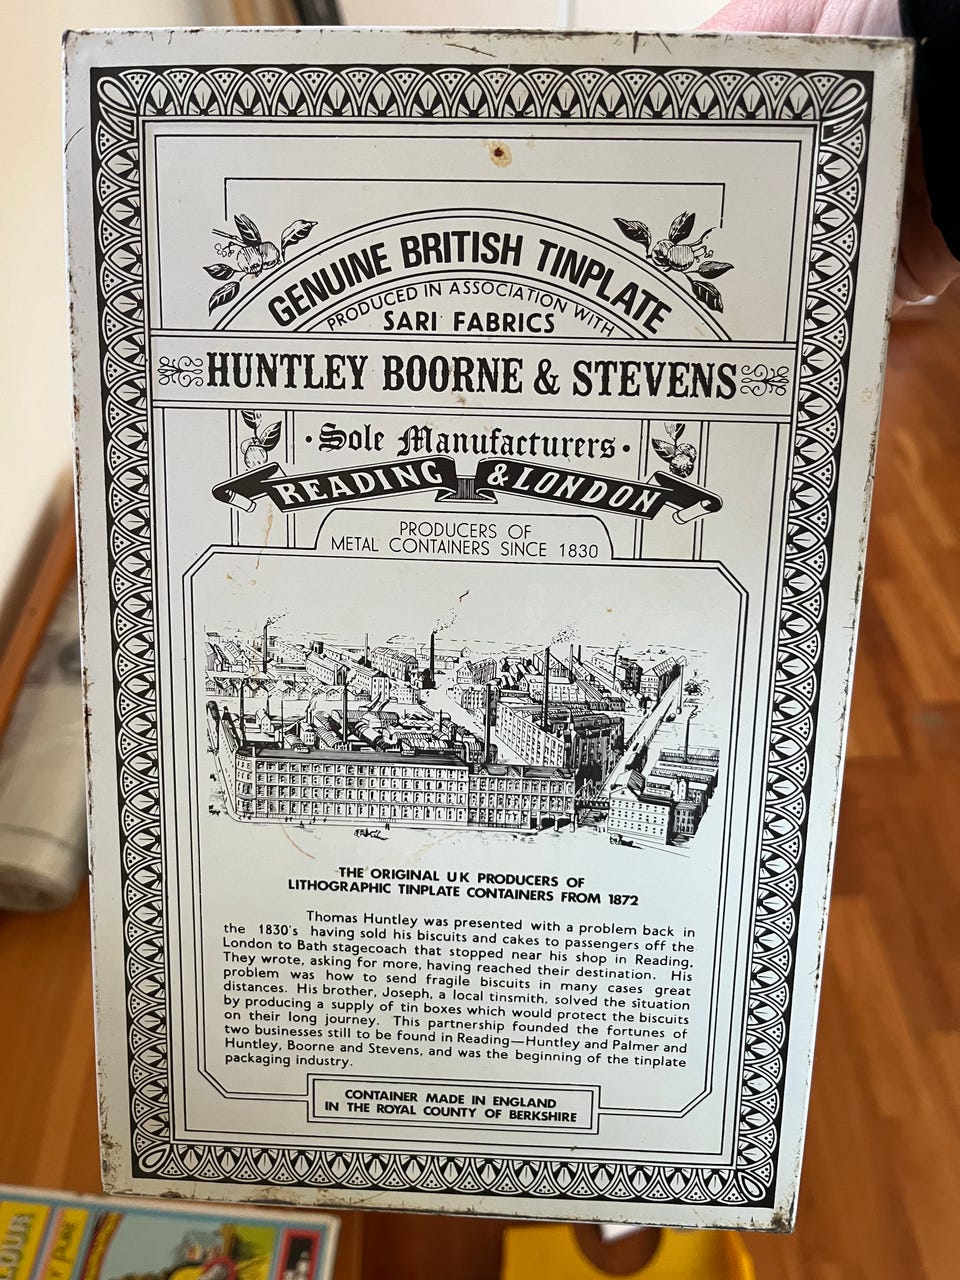 GENUINE BRITISH TINPLATE
PRODUCED IN ASSOCIATION WITH
SARI FABRICS
HUNTLEY BOORNE & STEVENS
·Sole Manufacturers·
READING & LONDON
PRODUCERS OF
METAL CONTAINERS SINCE 1830
THE ORIGINAL UK PRODUCERS OF
LITHOGRAPHIC TINPLATE CONTAINERS FROM 1872
Thomas Huntley was presented with a problem back in
the 1830's having sold his biscuits and cakes to passengers off the
London to Bath stagecoach that stopped near his shop in Reading.
They wrote, asking for more, having reached their destination. His
problem was how to send fragile biscuits in many cases great
distances. His brother, Joseph, a local tinsmith, solved the situation
by producing a supply of tin boxes which would protect the biscuits
on their long journey. This partnership founded the fortunes of
two businesses still to be found in Reading—Huntley and Palmer and
Huntley, Boorne and Stevens, and was the beginning of the tinplate
packaging industry.
CONTAINER MADE IN ENGLAND
IN THE ROYAL COUNTY OF BERKSHIRE